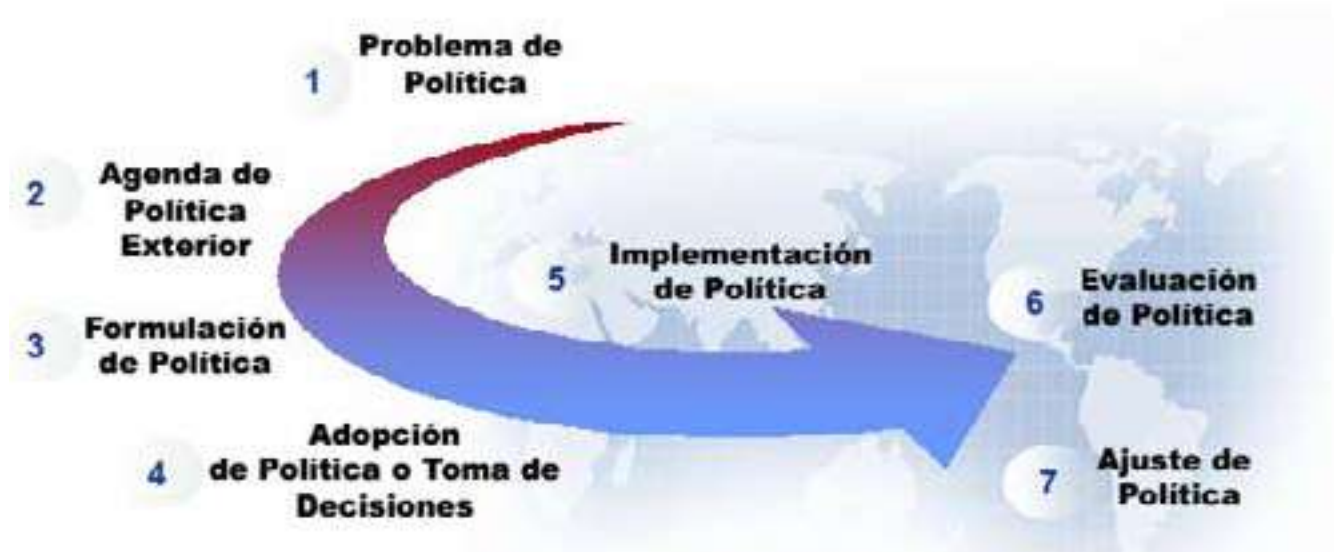 1
Problema de
Política
2
Agenda de
Política
Exterior
3
Formulación
de Política
4
Adopción
de Política o Toma de
Decisiones
5
Implementación
de Política
6
Evaluación
de Política
7
Ajuste de
Política